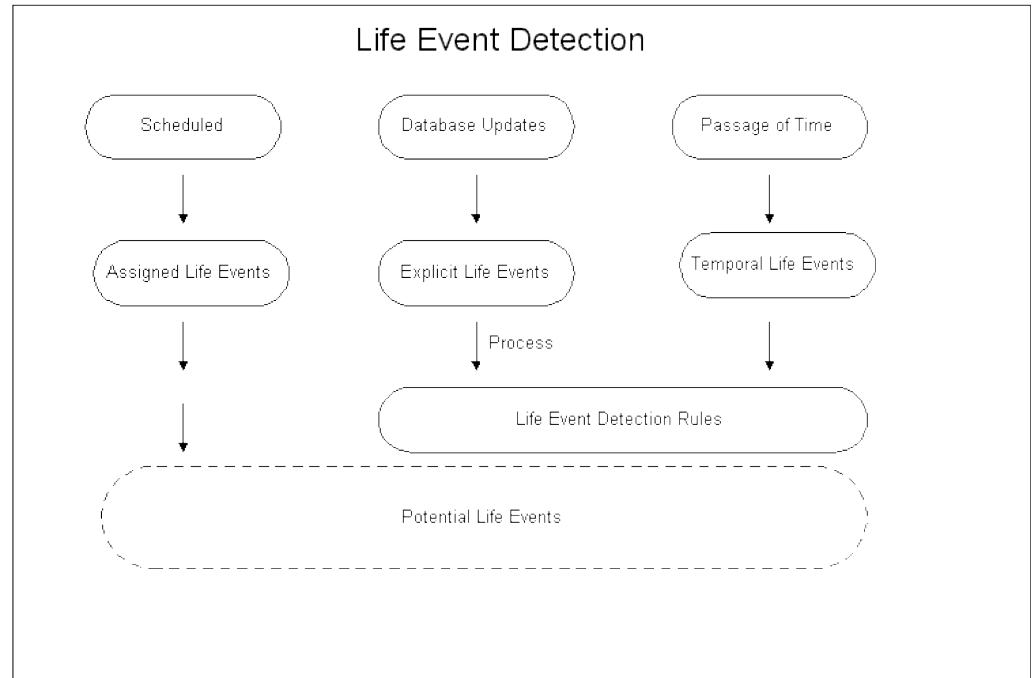 Life Event Detection
Scheduled
Database Updates
Passage of Time
Assigned Life Events
Explicit Life Events
Temporal Life Events
Process
Life Event Detection Rules
Potential Life Events